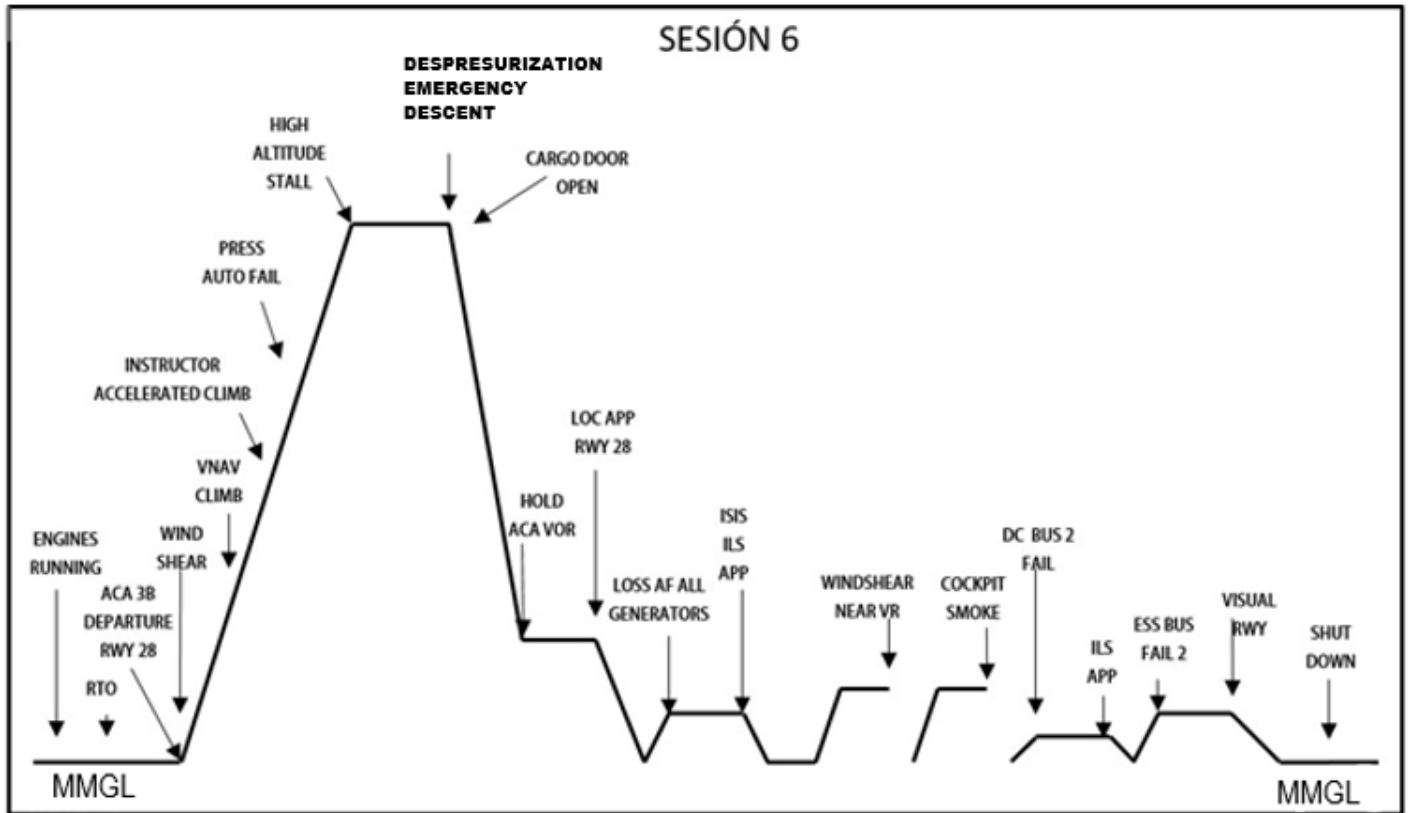 SESIÓN 6
DESPRESURIZATION
EMERGENCY
DESCENT
HIGH
ALTITUDE
STALL
CARGO DOOR
OPEN
PRESS
AUTO FAIL
INSTRUCTOR
ACCELERATED CLIMB
VNAV
CLIMB
WIND
SHEAR
ENGINES
RUNNING
ACA 3B
DEPARTURE
RWY 28
RTO
HOLD
ACA VOR
LOC APP
RWY 28
LOSS AF ALL
GENERATORS
ISIS
ILS
APP
WINDSHEAR
NEAR VR
COCKPIT
SMOKE
DC BUS 2
FAIL
ILS
APP
ESS BUS
FAIL 2
VISUAL
RWY
SHUT
DOWN
MMGL
MMGL